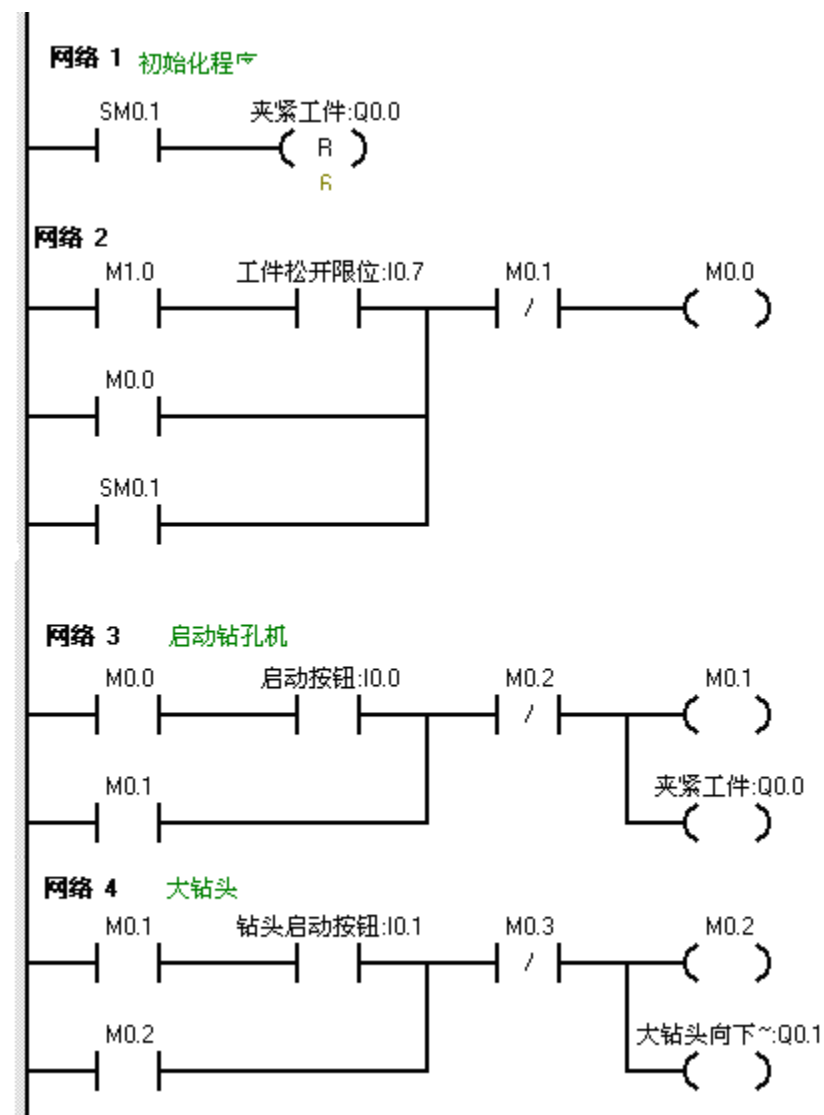 网络 1 初始化程序
SM0.1 夹紧工件:Q0.0
R
6
网络 2
M1.0 工件松开限位:I0.7 M0.1 M0.0
/
M0.0
SM0.1
网络 3 启动钻孔机
M0.0 启动按钮:I0.0 M0.2 M0.1
/
M0.1 夹紧工件:Q0.0
网络 4 大钻头
M0.1 钻头启动按钮:I0.1 M0.3 M0.2
/
M0.2 大钻头向下~:Q0.1